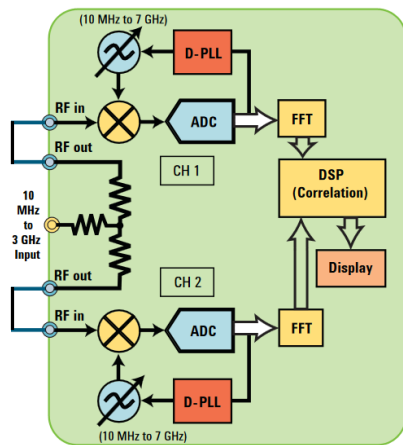 (10 MHz to 7 GHz)
D-PLL
RF in
ADC
FFT
RF out
CH 1
DSP
(Correlation)
10
MHz
to
3 GHz
Input
Display
RF out
CH 2
RF in
ADC
FFT
D-PLL
(10 MHz to 7 GHz)